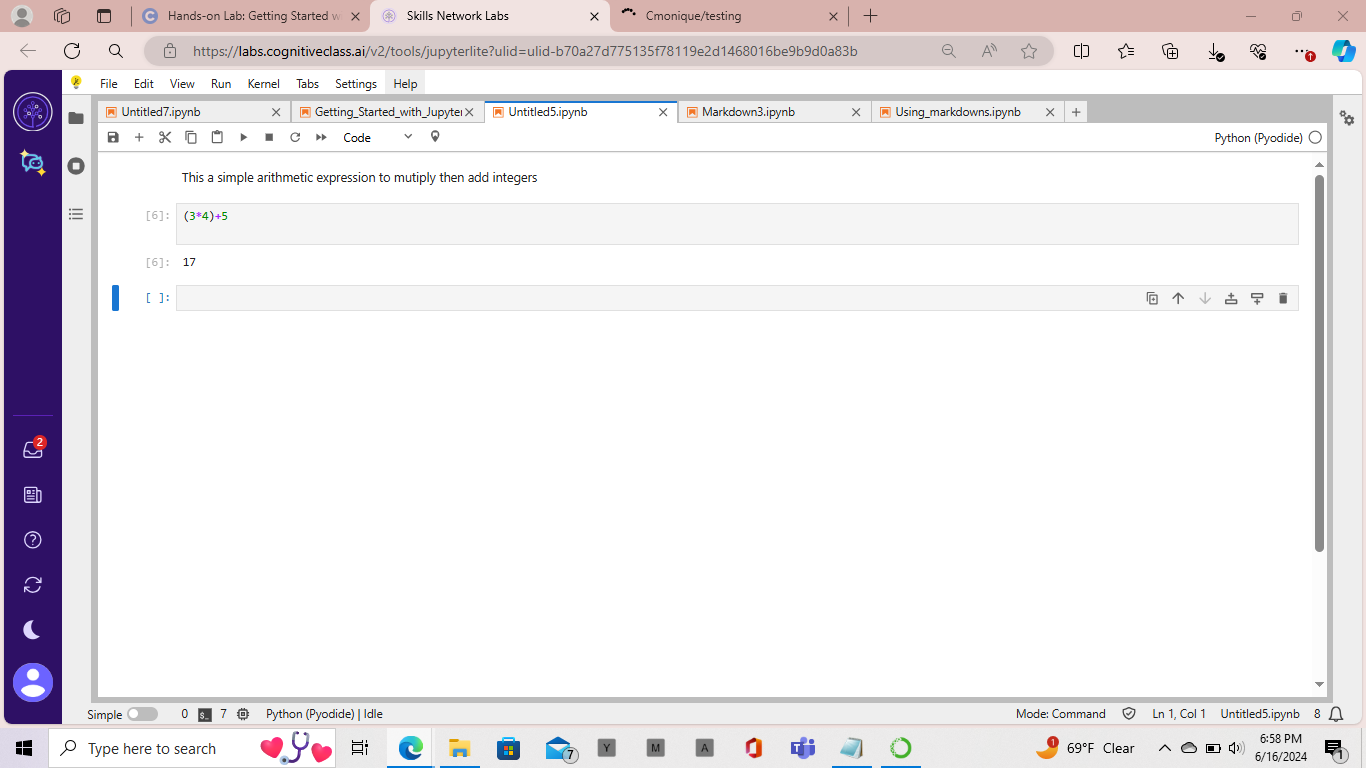 Hands-on Lab: Getting Started w
Skills Network Labs
Cmonique/testing
https://labs.cognitiveclass.ai/v2/tools/jupyterlite?ulid=ulid-b70a27d775135f78119e2d1468016be9b9d0a83b
File Edit View Run Kernel Tabs Settings Help
Untitled7.ipynb
Getting_Started_with_Jupyter
Untitled5.ipynb
Markdown3.ipynb
Using_markdowns.ipynb
Code
Python (Pyodide)
This a simple arithmetic expression to mutiply then add integers
[6]: (3*4)+5
[6]: 17
[ ]:
2
Simple 0 $_ 7 Python (Pyodide) | Idle
Mode: Command Ln 1, Col 1 Untitled5.ipynb 8
Type here to search
7
Y
M
A
1
69°F Clear
6:58 PM
6/16/2024
1